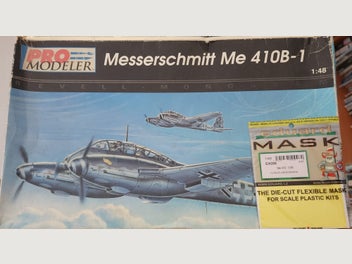 PRO
MODELER
Messerschmitt Me 410B-1
1:48
REVELL-MONOGRAM
MASK
THE DIE-CUT FLEXIBLE MASK
FOR SCALE PLASTIC KITS